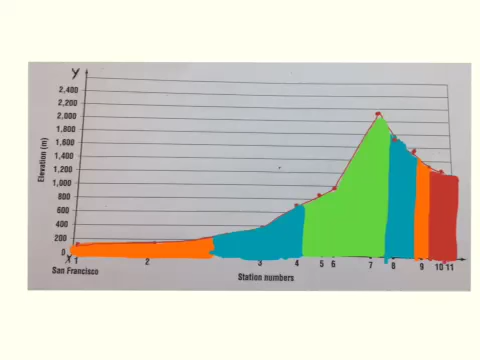 Y
2,400
2,200
2,000
1,800
1,600
1,400
1,200
1,000
800
600
400
200
0
Elevation (m)
X 1 2 3 4 5 6 7 8 9 10 11
San Francisco
Station numbers